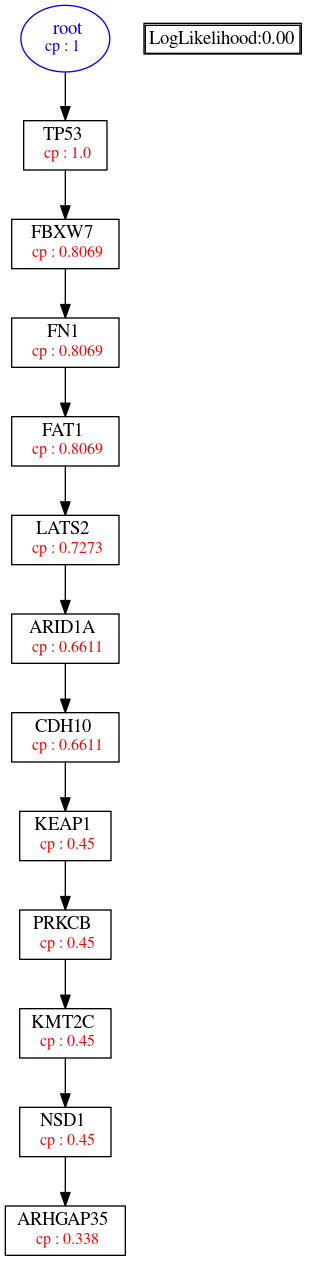 root
cp : 1
LogLikelihood:0.00
TP53
cp : 1.0
FBXW7
cp : 0.8069
FN1
cp : 0.8069
FAT1
cp : 0.8069
LATS2
cp : 0.7273
ARID1A
cp : 0.6611
CDH10
cp : 0.6611
KEAP1
cp : 0.45
PRKCB
cp : 0.45
KMT2C
cp : 0.45
NSD1
cp : 0.45
ARHGAP35
cp : 0.338